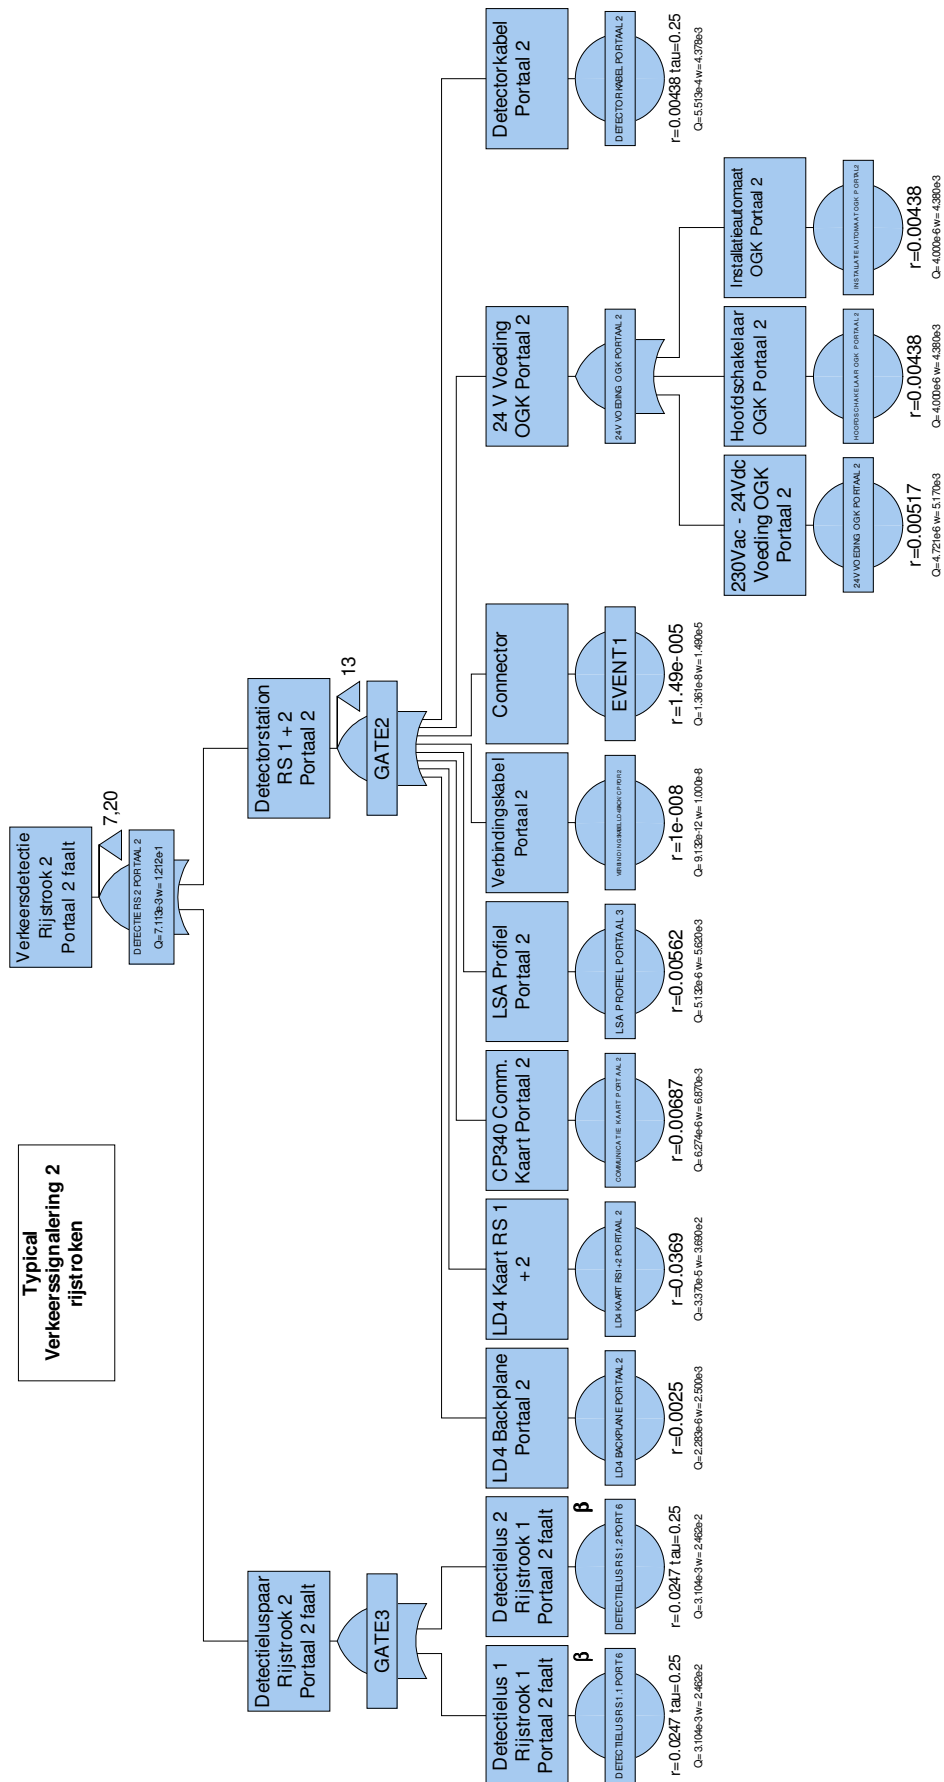 Typical
Verkeerssignalering 2
rijstroken
Verkeersdetectie
Rijstrook 2
Portaal 2 faalt
7,20
DETECTIE RS 2 PORTAAL 2
Q=7.113e-3 w=1.212e-1
Detectieluspaar
Rijstrook 2
Portaal 2 faalt
GATE3
Detectorstation
RS 1 + 2
Portaal 2
13
GATE2
Detectielus 1
Rijstrook 1
Portaal 2 faalt
β
DETECTIELUS RS 1.1 PORT 6
r=0.0247 tau=0.25
Q=3.104e-3 w=2.462e-2
Detectielus 2
Rijstrook 1
Portaal 2 faalt
β
DETECTIELUS RS 1.2 PORT 6
r=0.0247 tau=0.25
Q=3.104e-3 w=2.462e-2
LD4 Backplane
Portaal 2
LD4 BACKPLANE PORTAAL 2
r=0.0025
Q=2.283e-6 w=2.500e-3
LD4 Kaart RS 1
+ 2
LD4 KAART RS1+2 PORTAAL 2
r=0.0369
Q=3.370e-5 w=3.690e-2
CP340 Comm.
Kaart Portaal 2
COMMUNICATIE KAART PORTAAL 2
r=0.00687
Q=6.274e-6 w=6.870e-3
LSA Profiel
Portaal 2
LSA PROFIEL PORTAAL 3
r=0.00562
Q=5.132e-6 w=5.620e-3
Verbindingskabel
Portaal 2
r=1e-008
Q=9.132e-12 w=1.000e-8
Connector
EVENT1
r=1.49e-005
Q=1.361e-8 w=1.490e-5
24 V Voeding
OGK Portaal 2
24V VOEDING OGK PORTAAL 2
Detectorkabel
Portaal 2
DETECTORKABEL PORTAAL 2
r=0.00438 tau=0.25
Q=5.513e-4 w=4.378e-3
230Vac - 24Vdc
Voeding OGK
Portaal 2
24V VOEDING OGK PORTAAL 2
r=0.00517
Q=4.721e-6 w=5.170e-3
Hoofdschakelaar
OGK Portaal 2
HOOFDSCHAKELAAR OGK PORTAAL 2
r=0.00438
Q=4.000e-6 w=4.380e-3
Installatieautomaat
OGK Portaal 2
INSTALLATIEAUTOMAAT OGK PORTAL2
r=0.00438
Q=4.000e-6 w=4.380e-3